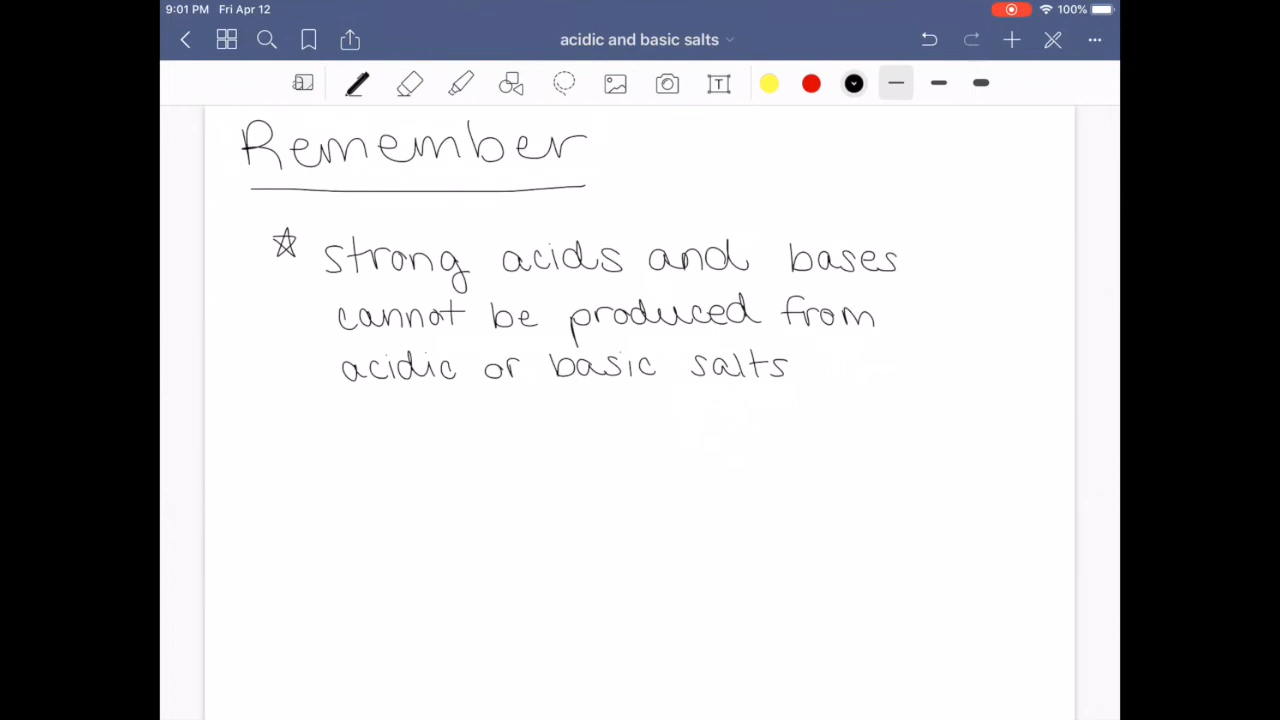 9:01 PM Fri Apr 12 100%
acidic and basic salts
T
Remember
strong acids and bases
cannot be produced from
acidic or basic salts